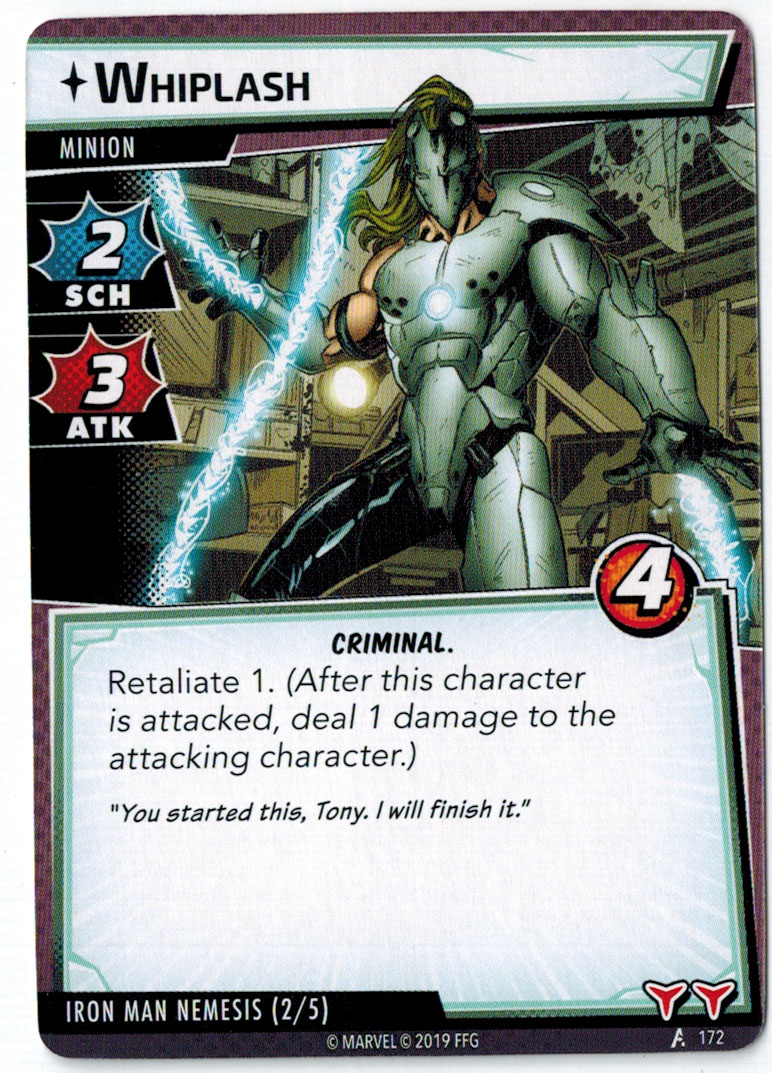 WHIPLASH
MINION
2
SCH
3
ATK
4
CRIMINAL.
Retaliate 1. (After this character
is attacked, deal 1 damage to the
attacking character.)
"You started this, Tony. I will finish it."
IRON MAN NEMESIS (2/5)
© MARVEL © 2019 FFG
172